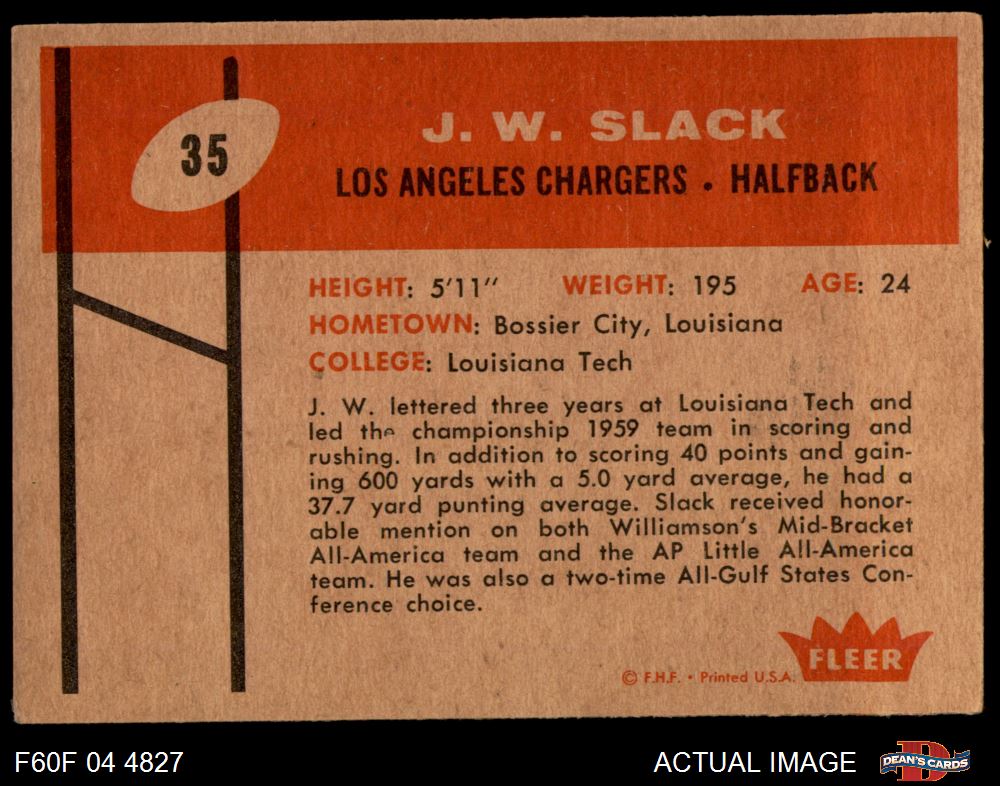 35
J. W. SLACK
LOS ANGELES CHARGERS • HALFBACK
HEIGHT: 5'11" WEIGHT: 195 AGE: 24
HOMETOWN: Bossier City, Louisiana
COLLEGE: Louisiana Tech
J. W. lettered three years at Louisiana Tech and
led the championship 1959 team in scoring and
rushing. In addition to scoring 40 points and gain-
ing 600 yards with a 5.0 yard average, he had a
37.7 yard punting average. Slack received honor-
able mention on both Williamson's Mid-Bracket
All-America team and the AP Little All-America
team. He was also a two-time All-Gulf States Con-
ference choice.
FLEER
© F.H.F. • Printed U.S.A.
F60F 04 4827 ACTUAL IMAGE D DEAN'S CARDS